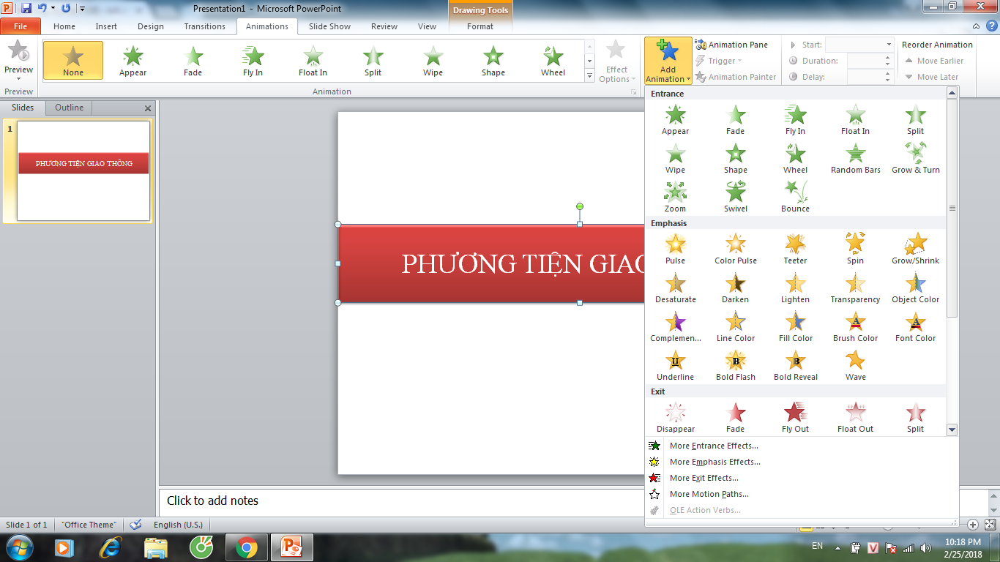 Presentation1 - Microsoft PowerPoint
Drawing Tools
File Home Insert Design Transitions Animations Slide Show Review View Format
Preview
None Appear Fade Fly In Float In Split Wipe Shape Wheel
Effect Options
Add Animation
Animation Pane
Trigger
Animation Painter
Start:
Duration:
Delay:
Reorder Animation
Move Earlier
Move Later
Preview
Animation
Slides Outline
1
PHƯƠNG TIỆN GIAO THÔNG
PHƯƠNG TIỆN GIAO
Entrance
Appear Fade Fly In Float In Split
Wipe Shape Wheel Random Bars Grow & Turn
Zoom Swivel Bounce
Emphasis
Pulse Color Pulse Teeter Spin Grow/Shrink
Desaturate Darken Lighten Transparency Object Color
Complemen... Line Color Fill Color Brush Color Font Color
Underline Bold Flash Bold Reveal Wave
Exit
Disappear Fade Fly Out Float Out Split
More Entrance Effects...
More Emphasis Effects...
More Exit Effects...
More Motion Paths...
OLE Action Verbs...
Click to add notes
Slide 1 of 1 "Office Theme" English (U.S.)
EN
10:18 PM
2/25/2018